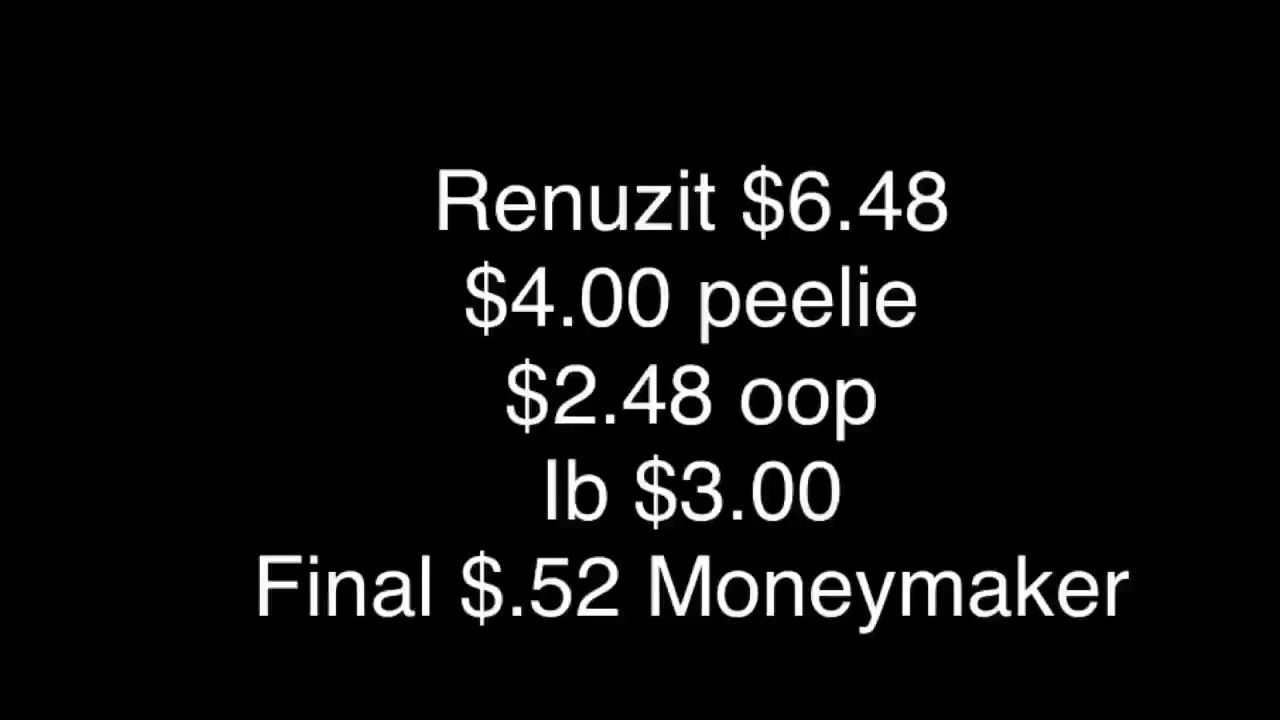 Renuzit $6.48
$4.00 peelie
$2.48 oop
Ib $3.00
Final $.52 Moneymaker